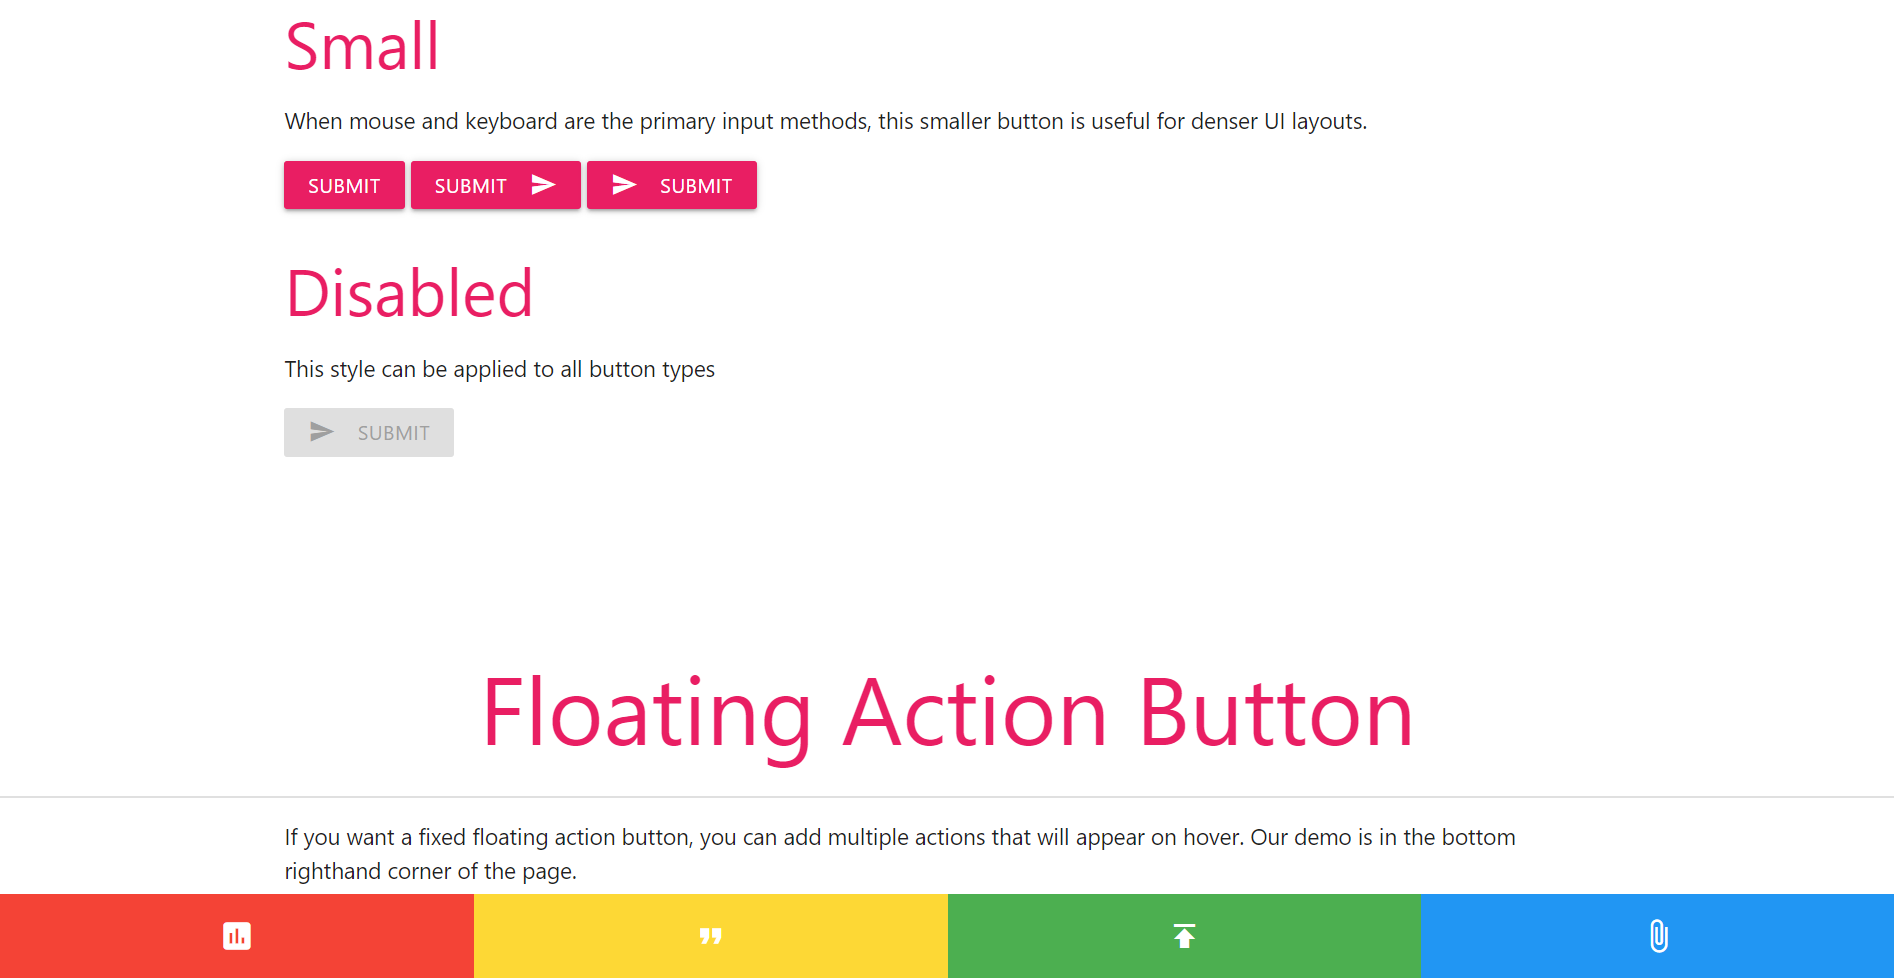 Small
When mouse and keyboard are the primary input methods, this smaller button is useful for denser UI layouts.
SUBMIT SUBMIT SUBMIT
Disabled
This style can be applied to all button types
SUBMIT
Floating Action Button
If you want a fixed floating action button, you can add multiple actions that will appear on hover. Our demo is in the bottom
righthand corner of the page.